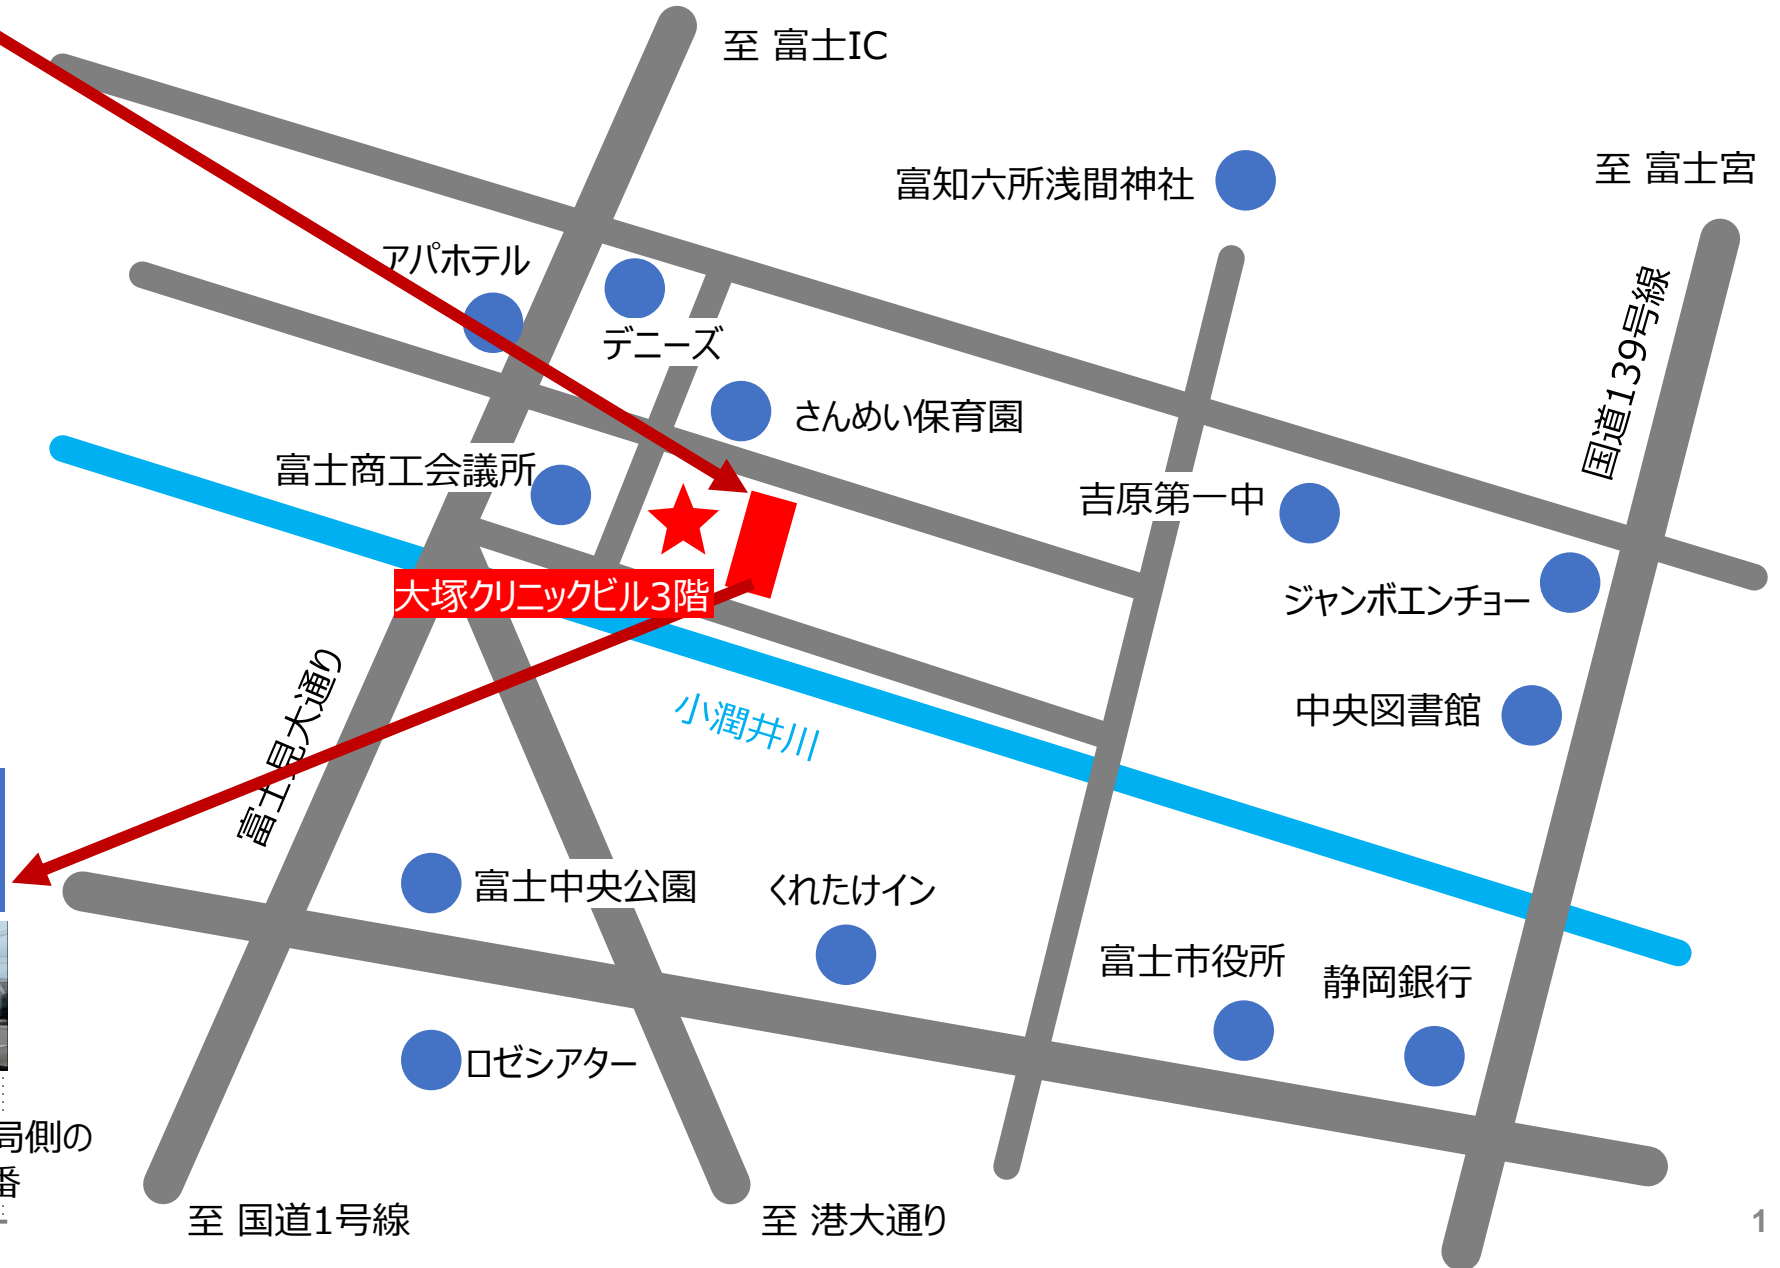 至 富士IC
至 富士宮
富知六所浅間神社
アパホテル
国道139号線
デニーズ
さんめい保育園
富士商工会議所
吉原第一中
大塚クリニックビル3階
ジャンボエンチョー
中央図書館
小潤井川
富士見大通り
富士中央公園
くれたけイン
富士市役所
静岡銀行
ロゼシアター
局側の
番
至 国道1号線
至 港大通り
1